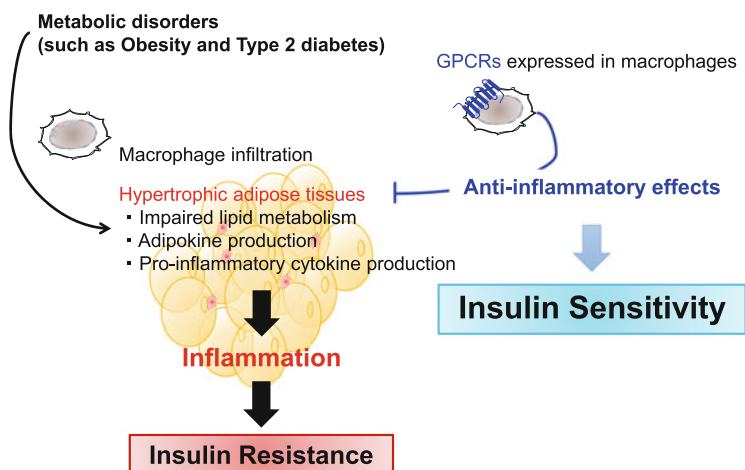 Metabolic disorders
(such as Obesity and Type 2 diabetes)
GPCRs expressed in macrophages
Macrophage infiltration
Hypertrophic adipose tissues
・Impaired lipid metabolism
・Adipokine production
・Pro-inflammatory cytokine production
Anti-inflammatory effects
Insulin Sensitivity
Inflammation
Insulin Resistance